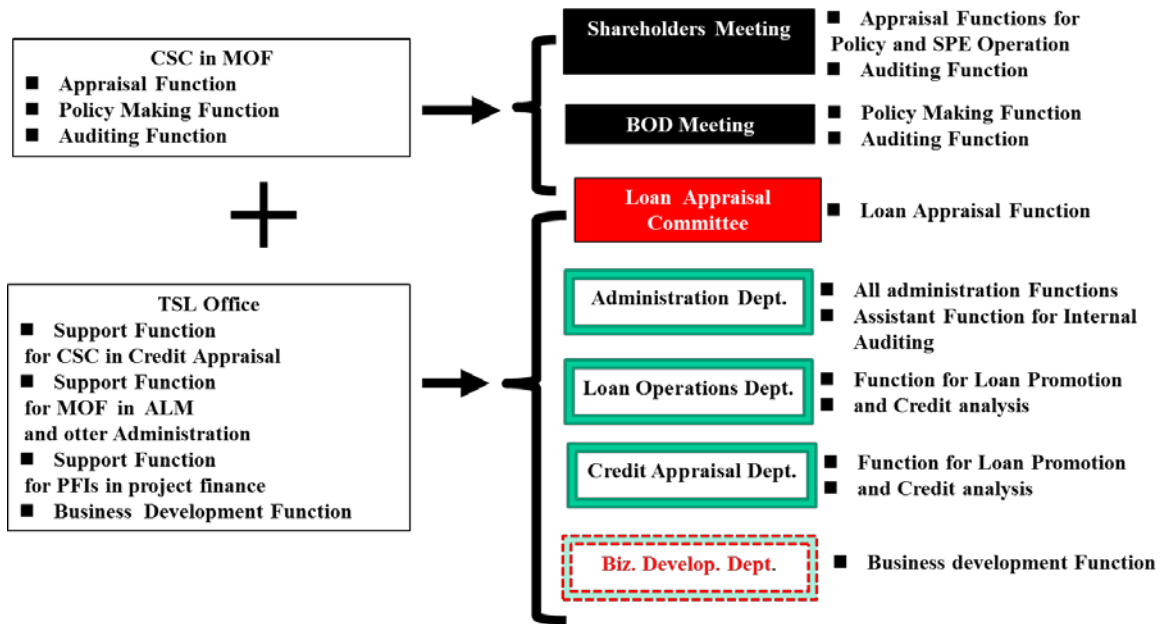 CSC in MOF
■ Appraisal Function
■ Policy Making Function
■ Auditing Function
TSL Office
■ Support Function
for CSC in Credit Appraisal
■ Support Function
for MOF in ALM
and otter Administration
■ Support Function
for PFIs in project finance
■ Business Development Function
Shareholders Meeting
■ Appraisal Functions for
Policy and SPE Operation
■ Auditing Function
BOD Meeting
■ Policy Making Function
■ Auditing Function
Loan Appraisal
Committee
■ Loan Appraisal Function
Administration Dept.
■ All administration Functions
■ Assistant Function for Internal
Auditing
Loan Operations Dept.
■ Function for Loan Promotion
■ and Credit analysis
Credit Appraisal Dept.
■ Function for Loan Promotion
■ and Credit analysis
Biz. Develop. Dept.
■ Business development Function